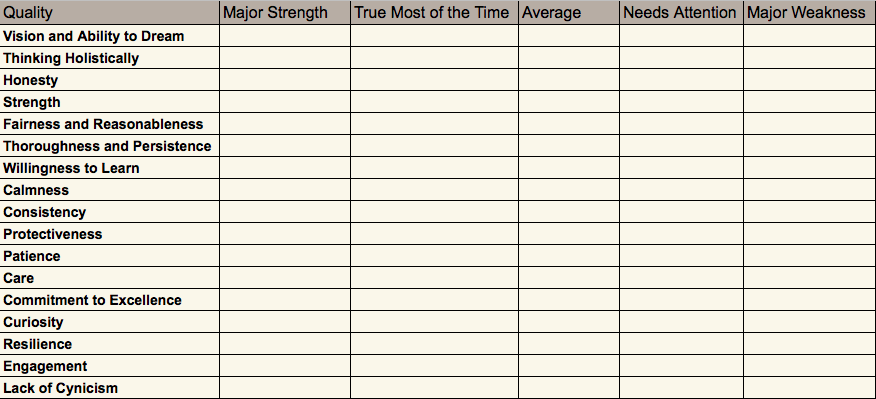 Quality Major Strength True Most of the Time Average Needs Attention Major Weakness
Vision and Ability to Dream
Thinking Holistically
Honesty
Strength
Fairness and Reasonableness
Thoroughness and Persistence
Willingness to Learn
Calmness
Consistency
Protectiveness
Patience
Care
Commitment to Excellence
Curiosity
Resilience
Engagement
Lack of Cynicism